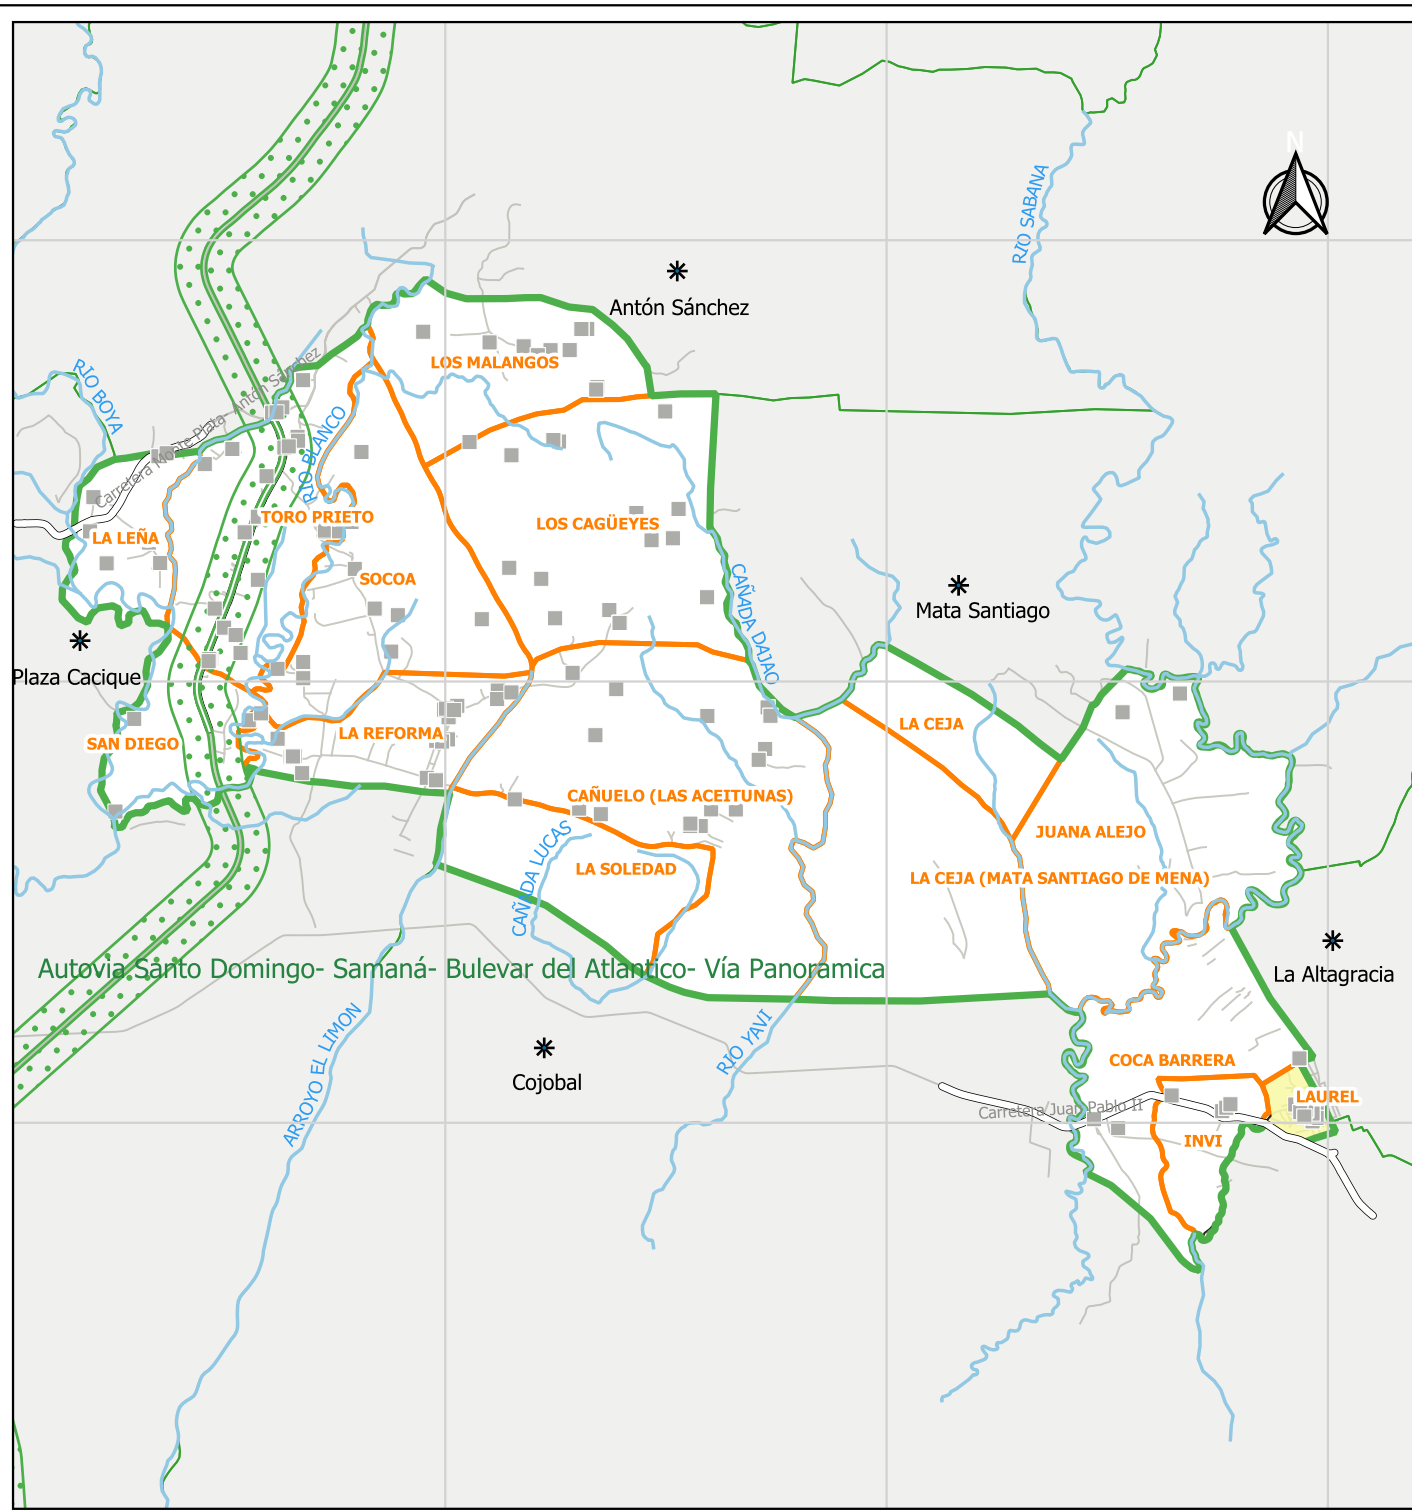 N
RIO SABANA
Antón Sánchez
LOS MALANGOS
RIO BOYA
Carretera Monte Plata- Antón Sánchez
RIO BLANCO
TORO PRIETO
LOS CAGÜEYES
LA LEÑA
SOCOA
CAÑADA DAJAO
Mata Santiago
Plaza Cacique
LA CEJA
LA REFORMA
SAN DIEGO
CAÑUELO (LAS ACEITUNAS)
JUANA ALEJO
CAÑADA LUCAS
LA SOLEDAD
LA CEJA (MATA SANTIAGO DE MENA)
Autovia Santo Domingo- Samaná- Bulevar del Atlantico- Vía Panoramica
La Altagracia
ARROYO EL LIMON
RIO YAVI
Cojobal
COCA BARRERA
LAUREL
Carretera Juan Pablo II
INVI